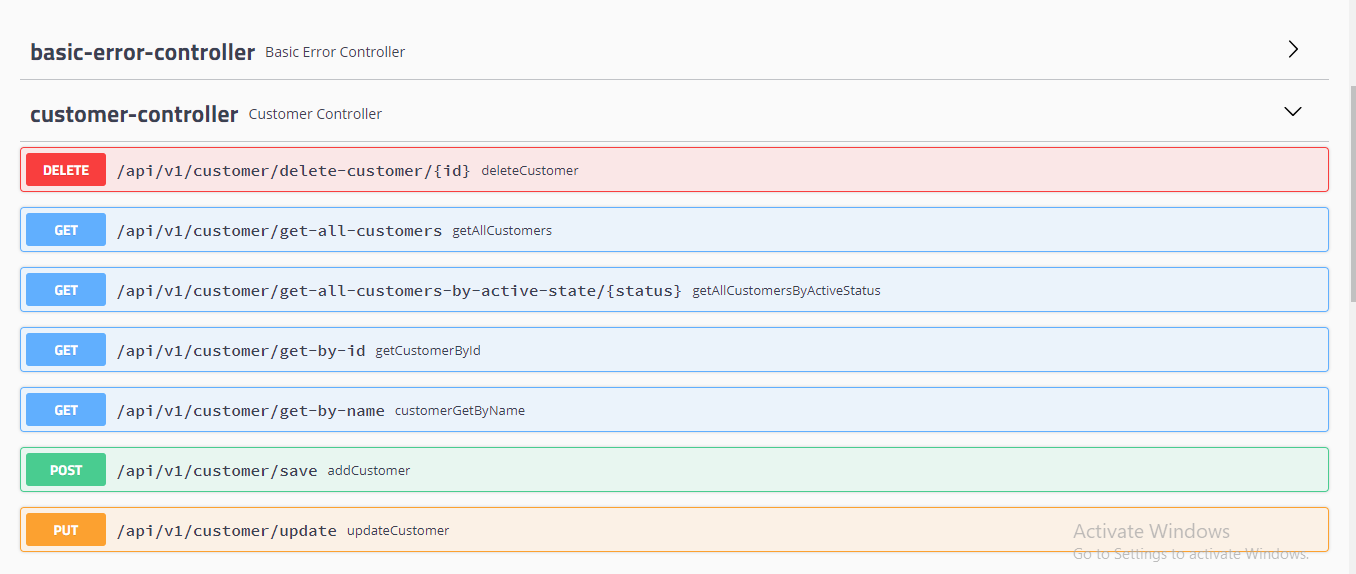 basic-error-controller Basic Error Controller
customer-controller Customer Controller
DELETE /api/v1/customer/delete-customer/{id} deleteCustomer
GET /api/v1/customer/get-all-customers getAllCustomers
GET /api/v1/customer/get-all-customers-by-active-state/{status} getAllCustomersByActiveStatus
GET /api/v1/customer/get-by-id getCustomerById
GET /api/v1/customer/get-by-name customerGetByName
POST /api/v1/customer/save addCustomer
PUT /api/v1/customer/update updateCustomer
Activate Windows
Go to Settings to activate Windows.